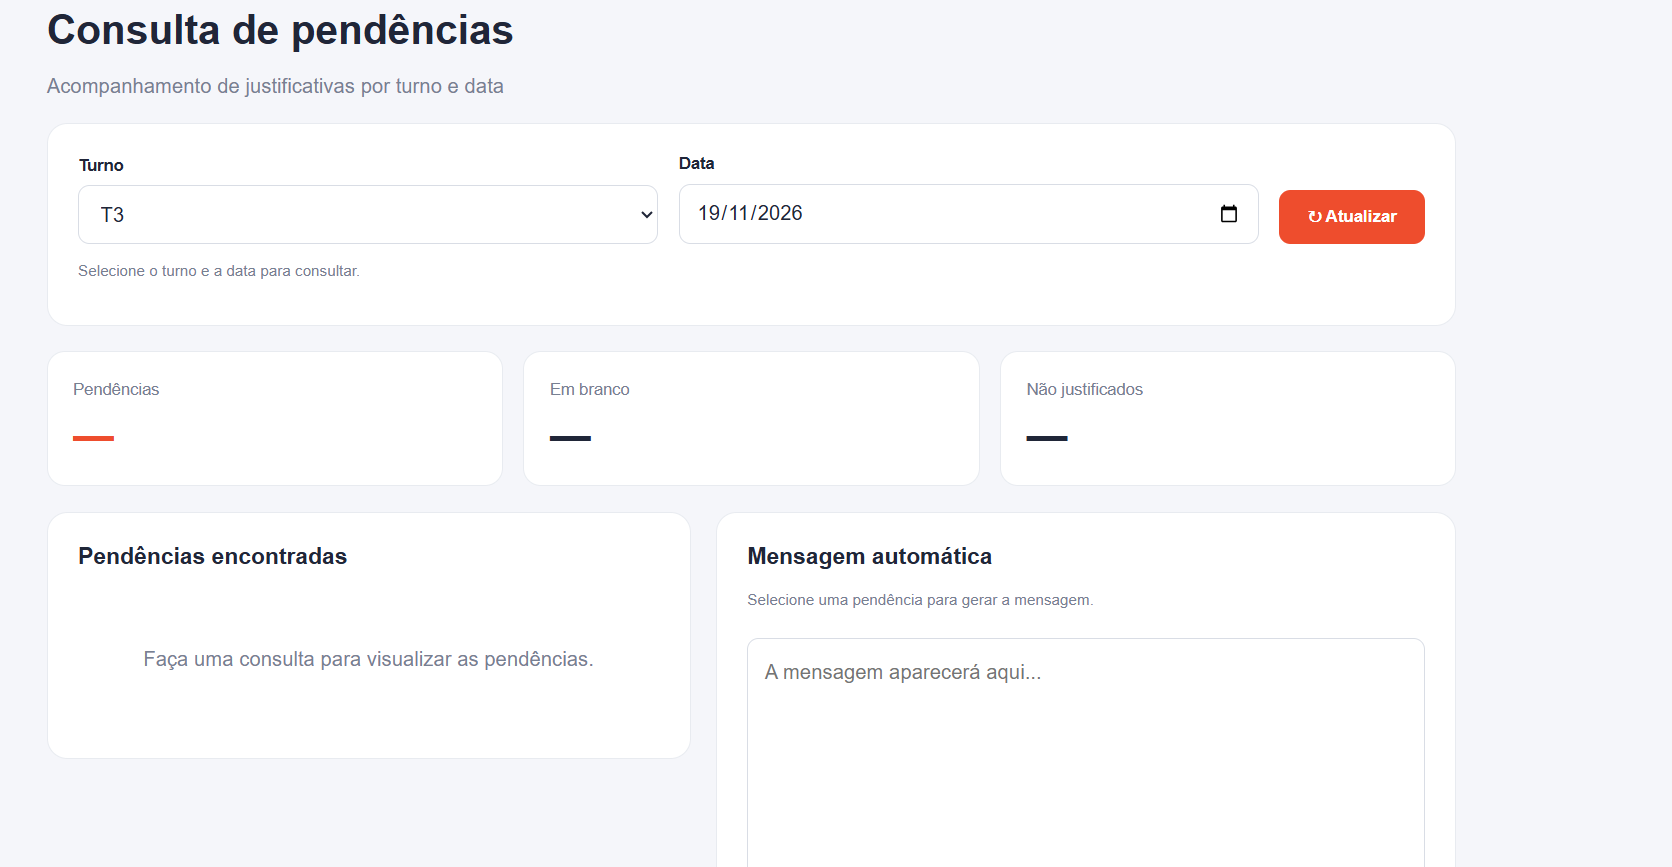 Consulta de pendências
Acompanhamento de justificativas por turno e data
Turno
Data
T3
19/11/2026
↻ Atualizar
Selecione o turno e a data para consultar.
Pendências
Em branco
Não justificados
—
—
—
Pendências encontradas
Faça uma consulta para visualizar as pendências.
Mensagem automática
Selecione uma pendência para gerar a mensagem.
A mensagem aparecerá aqui...